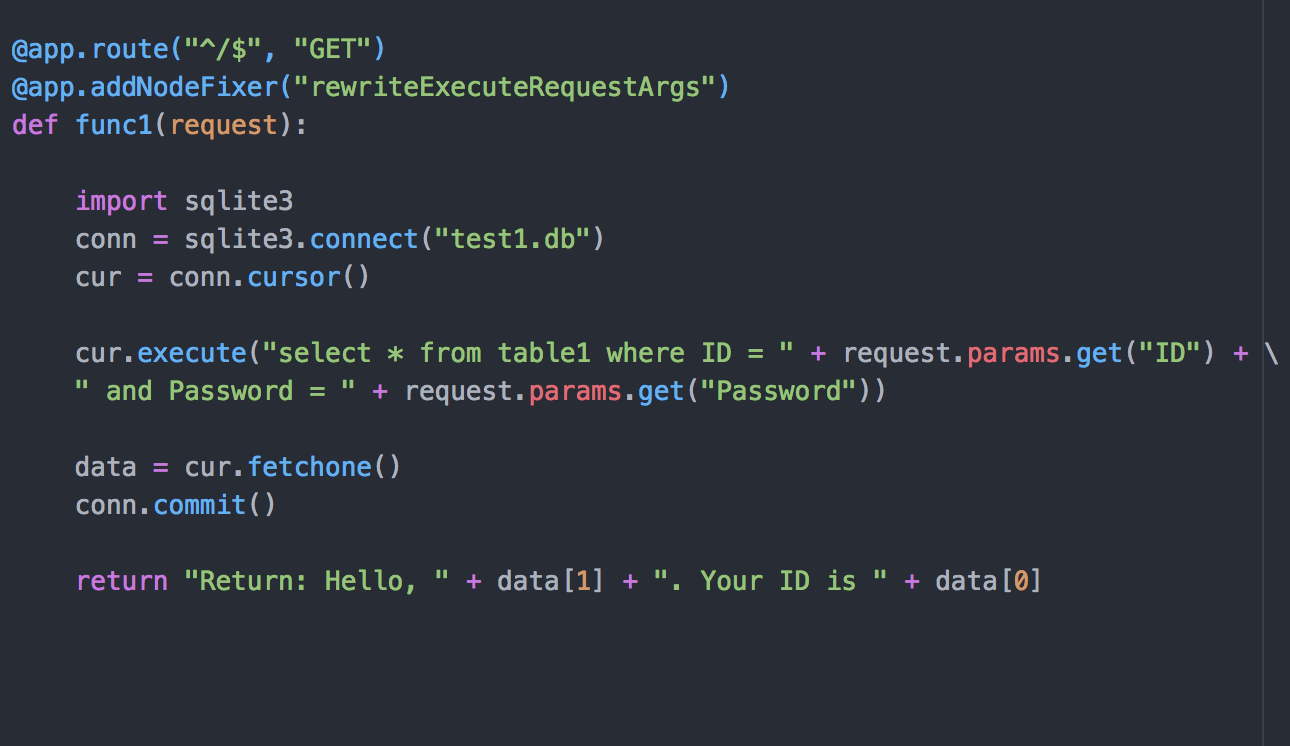 @app.route("^/$", "GET")
@app.addNodeFixer("rewriteExecuteRequestArgs")
def func1(request):
import sqlite3
conn = sqlite3.connect("test1.db")
cur = conn.cursor()
cur.execute("select * from table1 where ID = " + request.params.get("ID") + \
" and Password = " + request.params.get("Password"))
data = cur.fetchone()
conn.commit()
return "Return: Hello, " + data[1] + ". Your ID is " + data[0]